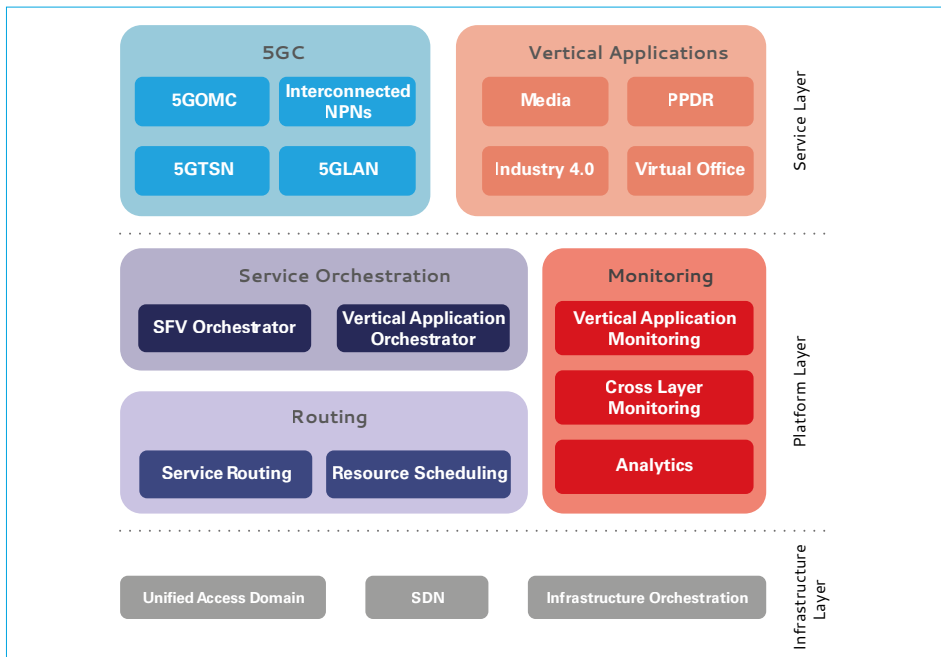 5GC
5GOMC
Interconnected
NPNs
5GTSN
5GLAN
Vertical Applications
Media
PPDR
Industry 4.0
Virtual Office
Service Layer
Service Orchestration
SFV Orchestrator
Vertical Application
Orchestrator
Routing
Service Routing
Resource Scheduling
Monitoring
Vertical Application
Monitoring
Cross Layer
Monitoring
Analytics
Platform Layer
Unified Access Domain
SDN
Infrastructure Orchestration
Infrastructure
Layer